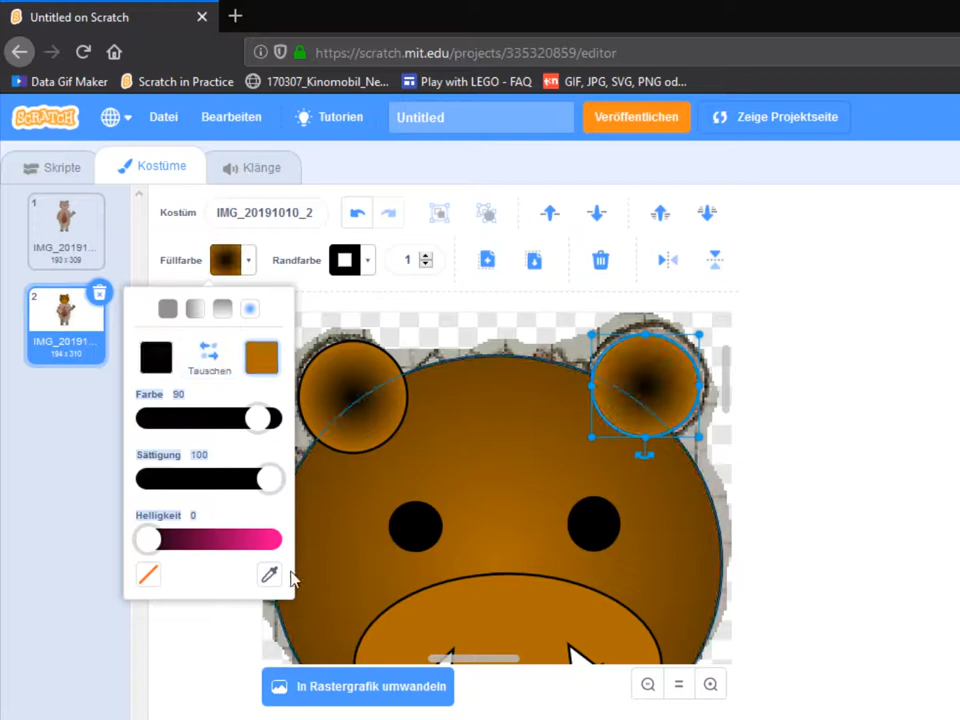 Untitled on Scratch
https://scratch.mit.edu/projects/335320859/editor
Data Gif Maker
Scratch in Practice
170307_Kinomobil_Ne...
Play with LEGO - FAQ
kn
GIF, JPG, SVG, PNG od...
SCRATCH
Datei
Bearbeiten
Tutorien
Untitled
Veröffentlichen
Zeige Projektseite
Skripte
Kostüme
Klänge
1
IMG_20191...
193 x 309
2
IMG_20191...
194 x 310
Kostüm
IMG_20191010_2
Füllfarbe
Randfarbe
1
Tauschen
Farbe 90
Sättigung 100
Helligkeit 0
In Rastergrafik umwandeln